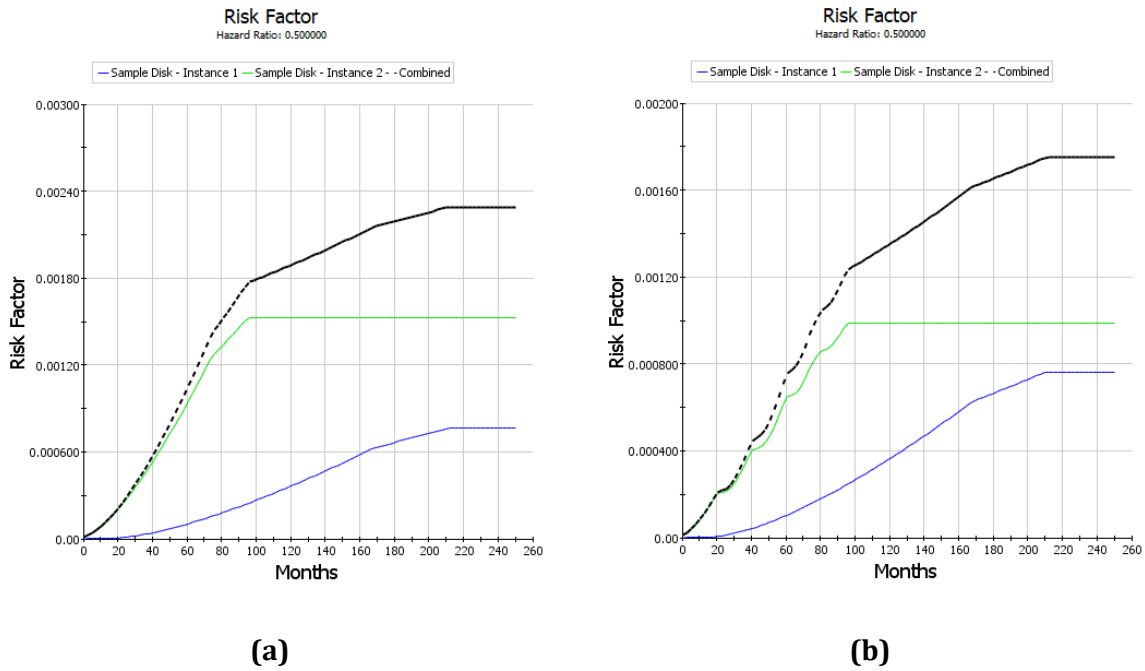 Risk Factor
Hazard Ratio: 0.500000
Sample Disk - Instance 1 Sample Disk - Instance 2 Combined
0.00300
0.00240
0.00180
0.00120
0.000600
0.00
Risk Factor
0 20 40 60 80 100 120 140 160 180 200 220 240 260
Months
(a)
Risk Factor
Hazard Ratio: 0.500000
Sample Disk - Instance 1 Sample Disk - Instance 2 Combined
0.00200
0.00160
0.00120
0.000800
0.000400
0.00
Risk Factor
0 20 40 60 80 100 120 140 160 180 200 220 240 260
Months
(b)